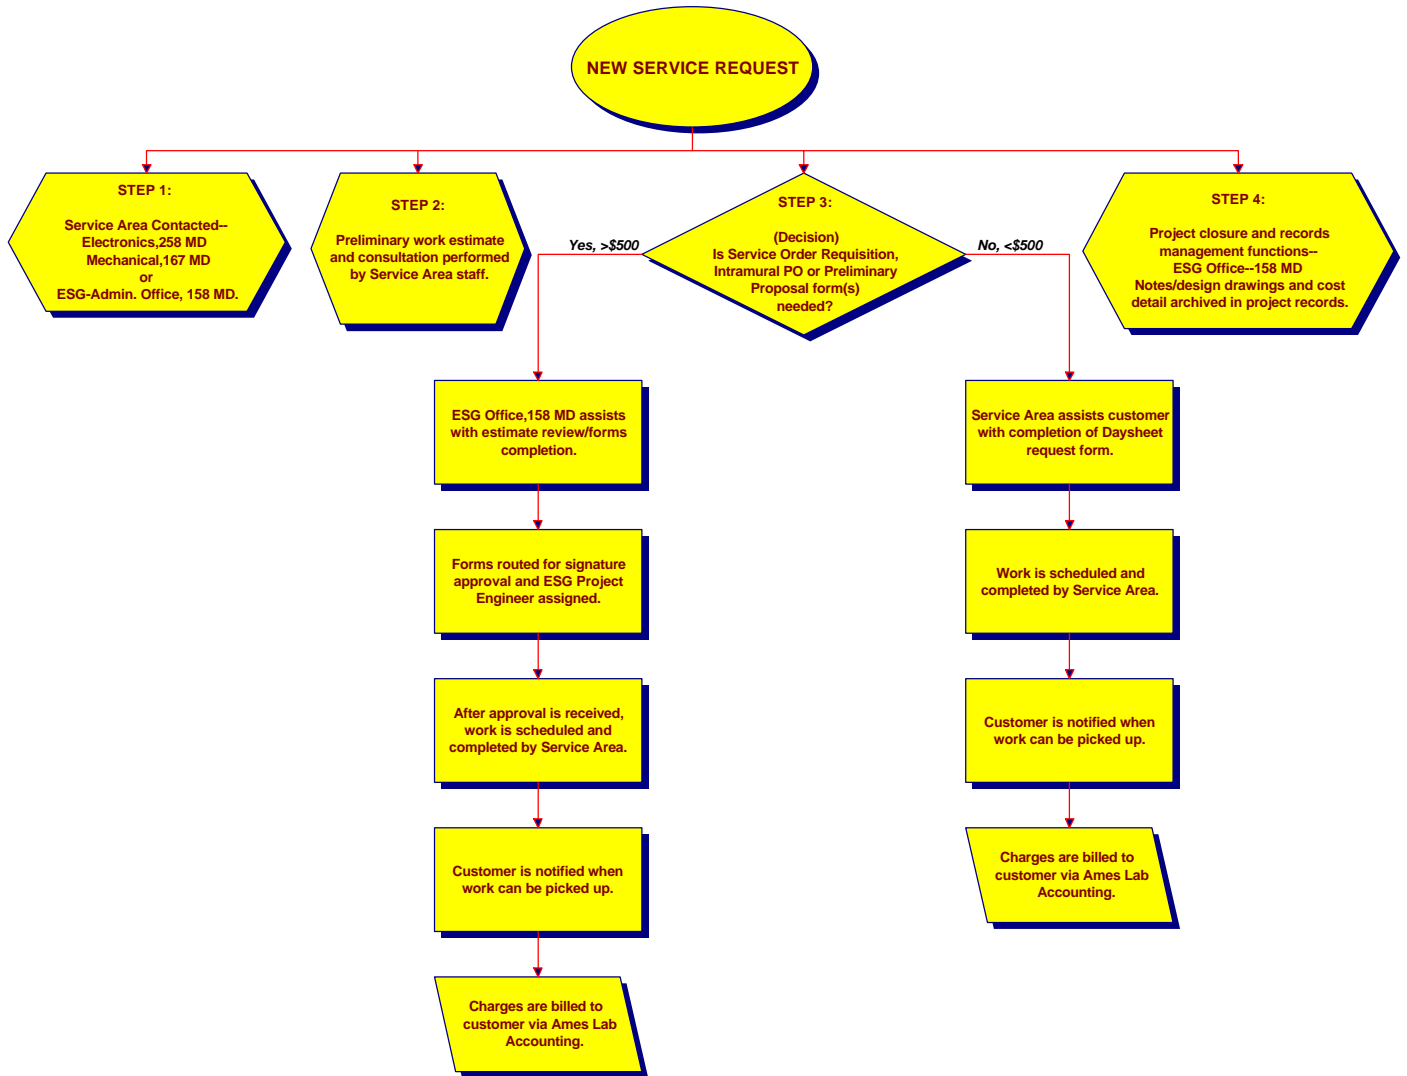 NEW SERVICE REQUEST
STEP 1:
Service Area Contacted--
Electronics,258 MD
Mechanical,167 MD
or
ESG-Admin. Office, 158 MD.
STEP 2:
Preliminary work estimate
and consultation performed
by Service Area staff.
Yes, >$500
STEP 3:
(Decision)
Is Service Order Requisition,
Intramural PO or Preliminary
Proposal form(s)
needed?
No, <$500
STEP 4:
Project closure and records
management functions--
ESG Office--158 MD
Notes/design drawings and cost
detail archived in project records.
ESG Office,158 MD assists
with estimate review/forms
completion.
Forms routed for signature
approval and ESG Project
Engineer assigned.
After approval is received,
work is scheduled and
completed by Service Area.
Customer is notified when
work can be picked up.
Charges are billed to
customer via Ames Lab
Accounting.
Service Area assists customer
with completion of Daysheet
request form.
Work is scheduled and
completed by Service Area.
Customer is notified when
work can be picked up.
Charges are billed to
customer via Ames Lab
Accounting.